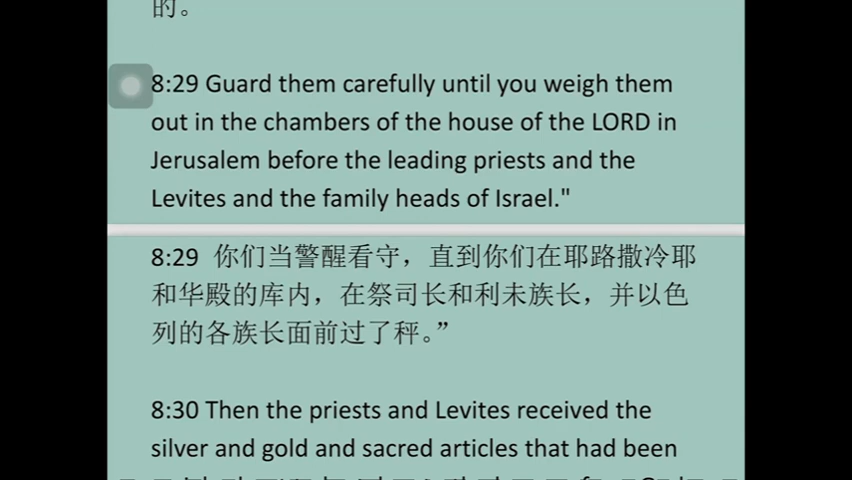 的。
8:29 Guard them carefully until you weigh them
out in the chambers of the house of the LORD in
Jerusalem before the leading priests and the
Levites and the family heads of Israel."
8:29 你们当警醒看守，直到你们在耶路撒冷耶
和华殿的库内，在祭司长和利未族长，并以色
列的各族长面前过了秤。”
8:30 Then the priests and Levites received the
silver and gold and sacred articles that had been